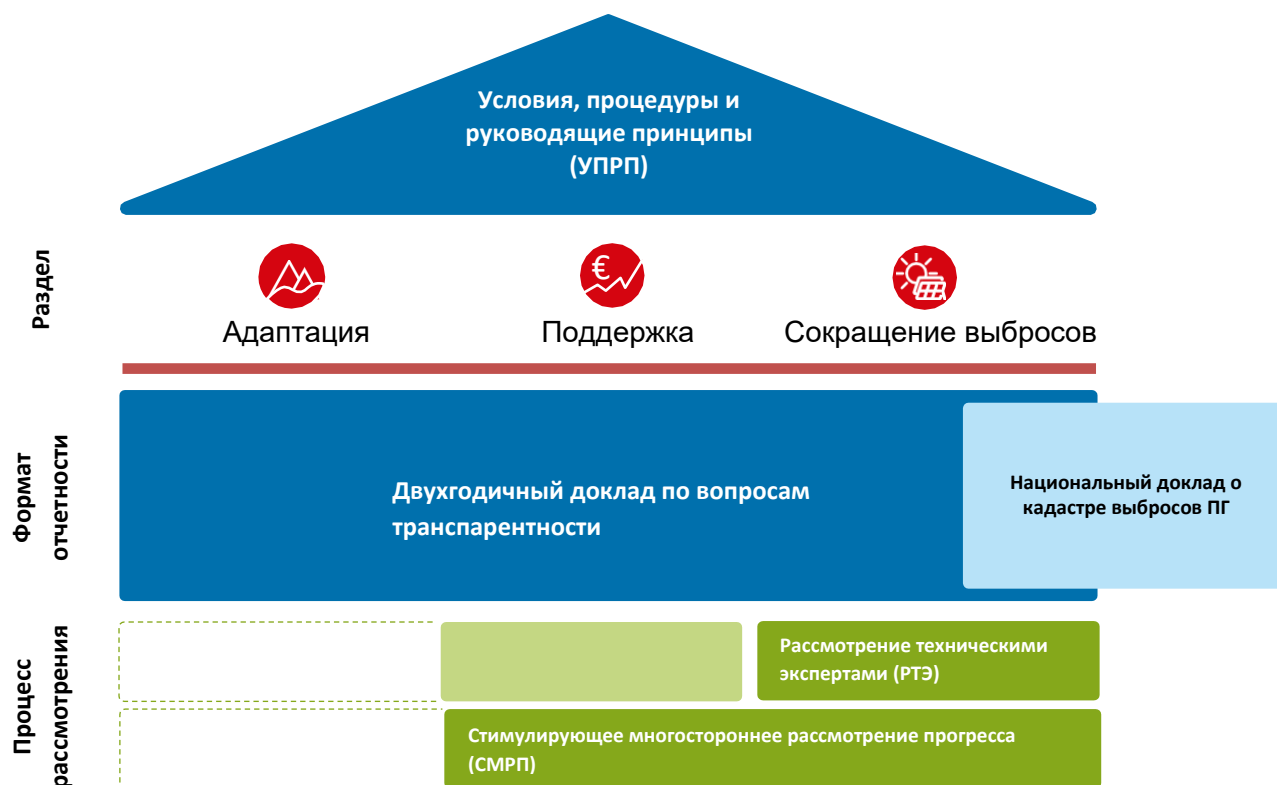 Условия, процедуры и
руководящие принципы
(УПРП)
Раздел
€
Адаптация
Поддержка
Сокращение выбросов
Формат
отчетности
Двухгодичный доклад по вопросам
транспарентности
Национальный доклад о
кадастре выбросов ПГ
Процесс
рассмотрения
Рассмотрение техническими
экспертами (РТЭ)
Стимулирующее многостороннее рассмотрение прогресса
(СМРП)